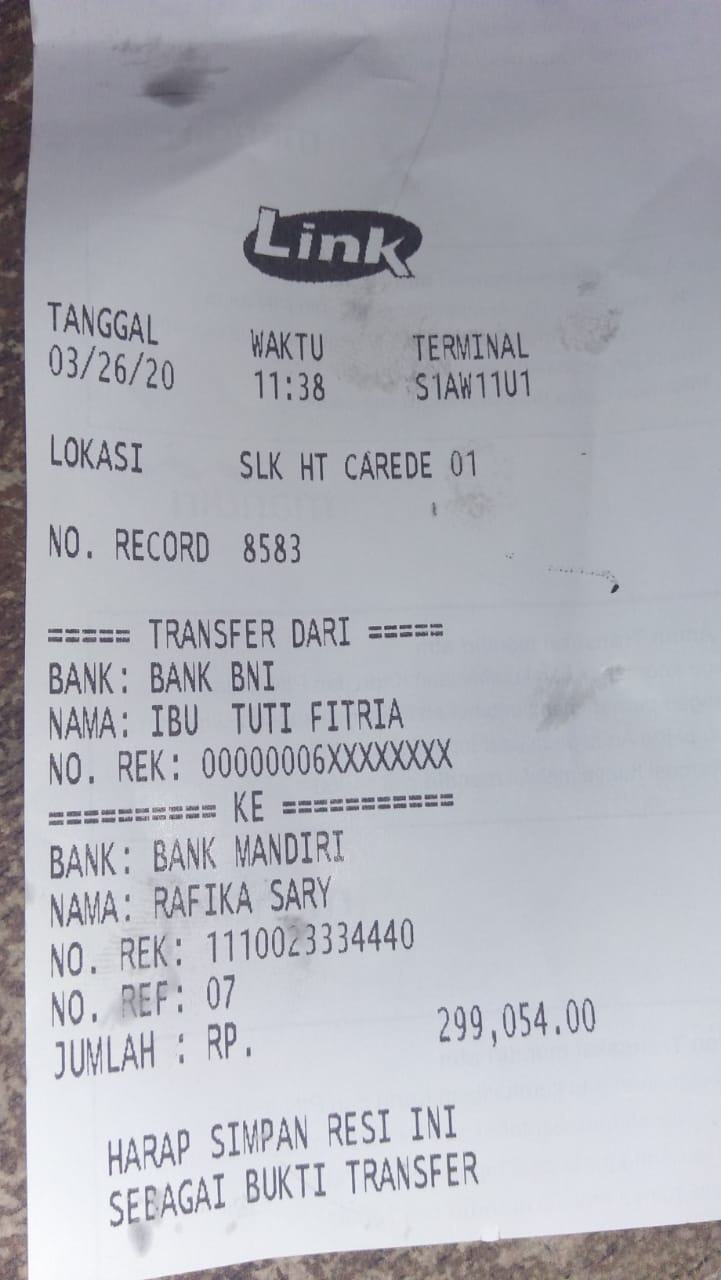 Link
TANGGAL WAKTU TERMINAL
03/26/20 11:38 S1AW11U1
LOKASI SLK HT CAREDE 01
NO. RECORD 8583
===== TRANSFER DARI =====
BANK: BANK BNI
NAMA: IBU TUTI FITRIA
NO. REK: 00000006XXXXXXXX
========== KE ===========
BANK: BANK MANDIRI
NAMA: RAFIKA SARY
NO. REK: 1110023334440
NO. REF: 07
JUMLAH : RP. 299,054.00
HARAP SIMPAN RESI INI
SEBAGAI BUKTI TRANSFER